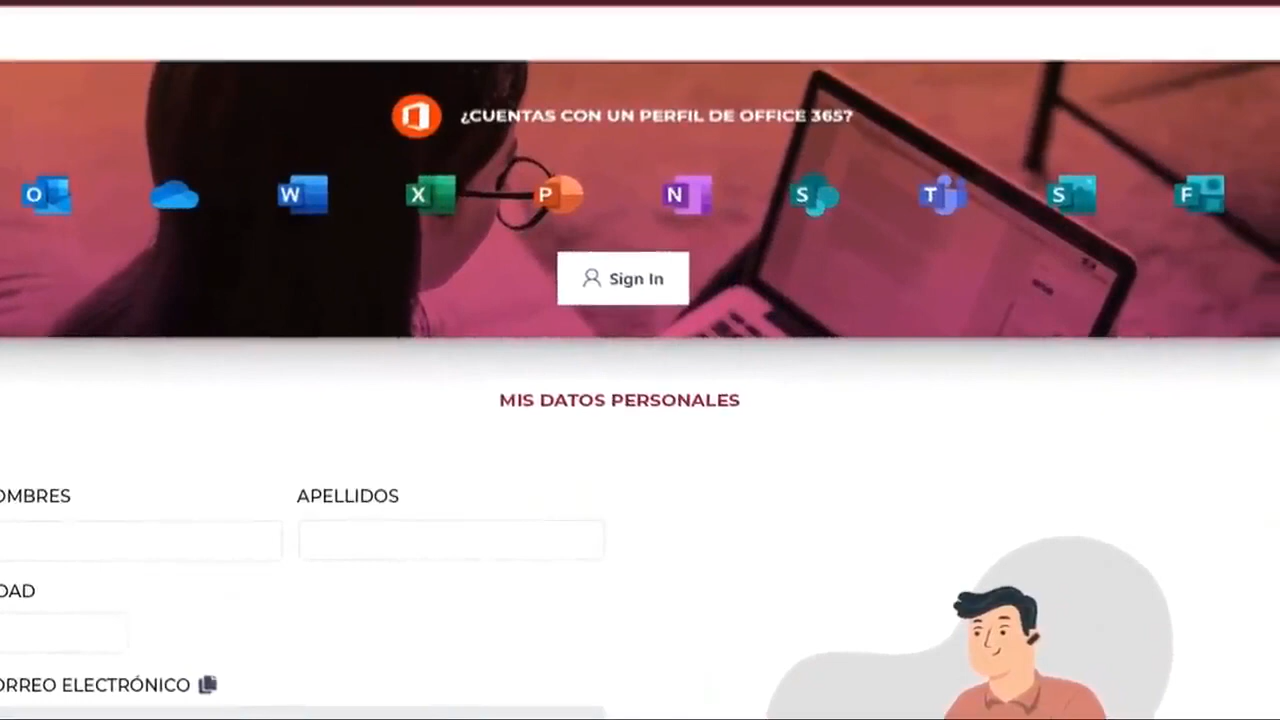 ¿CUENTAS CON UN PERFIL DE OFFICE 365?
O W X P N S T S F
Sign In
MIS DATOS PERSONALES
OMBRES APELLIDOS
DAD
ORREO ELECTRÓNICO